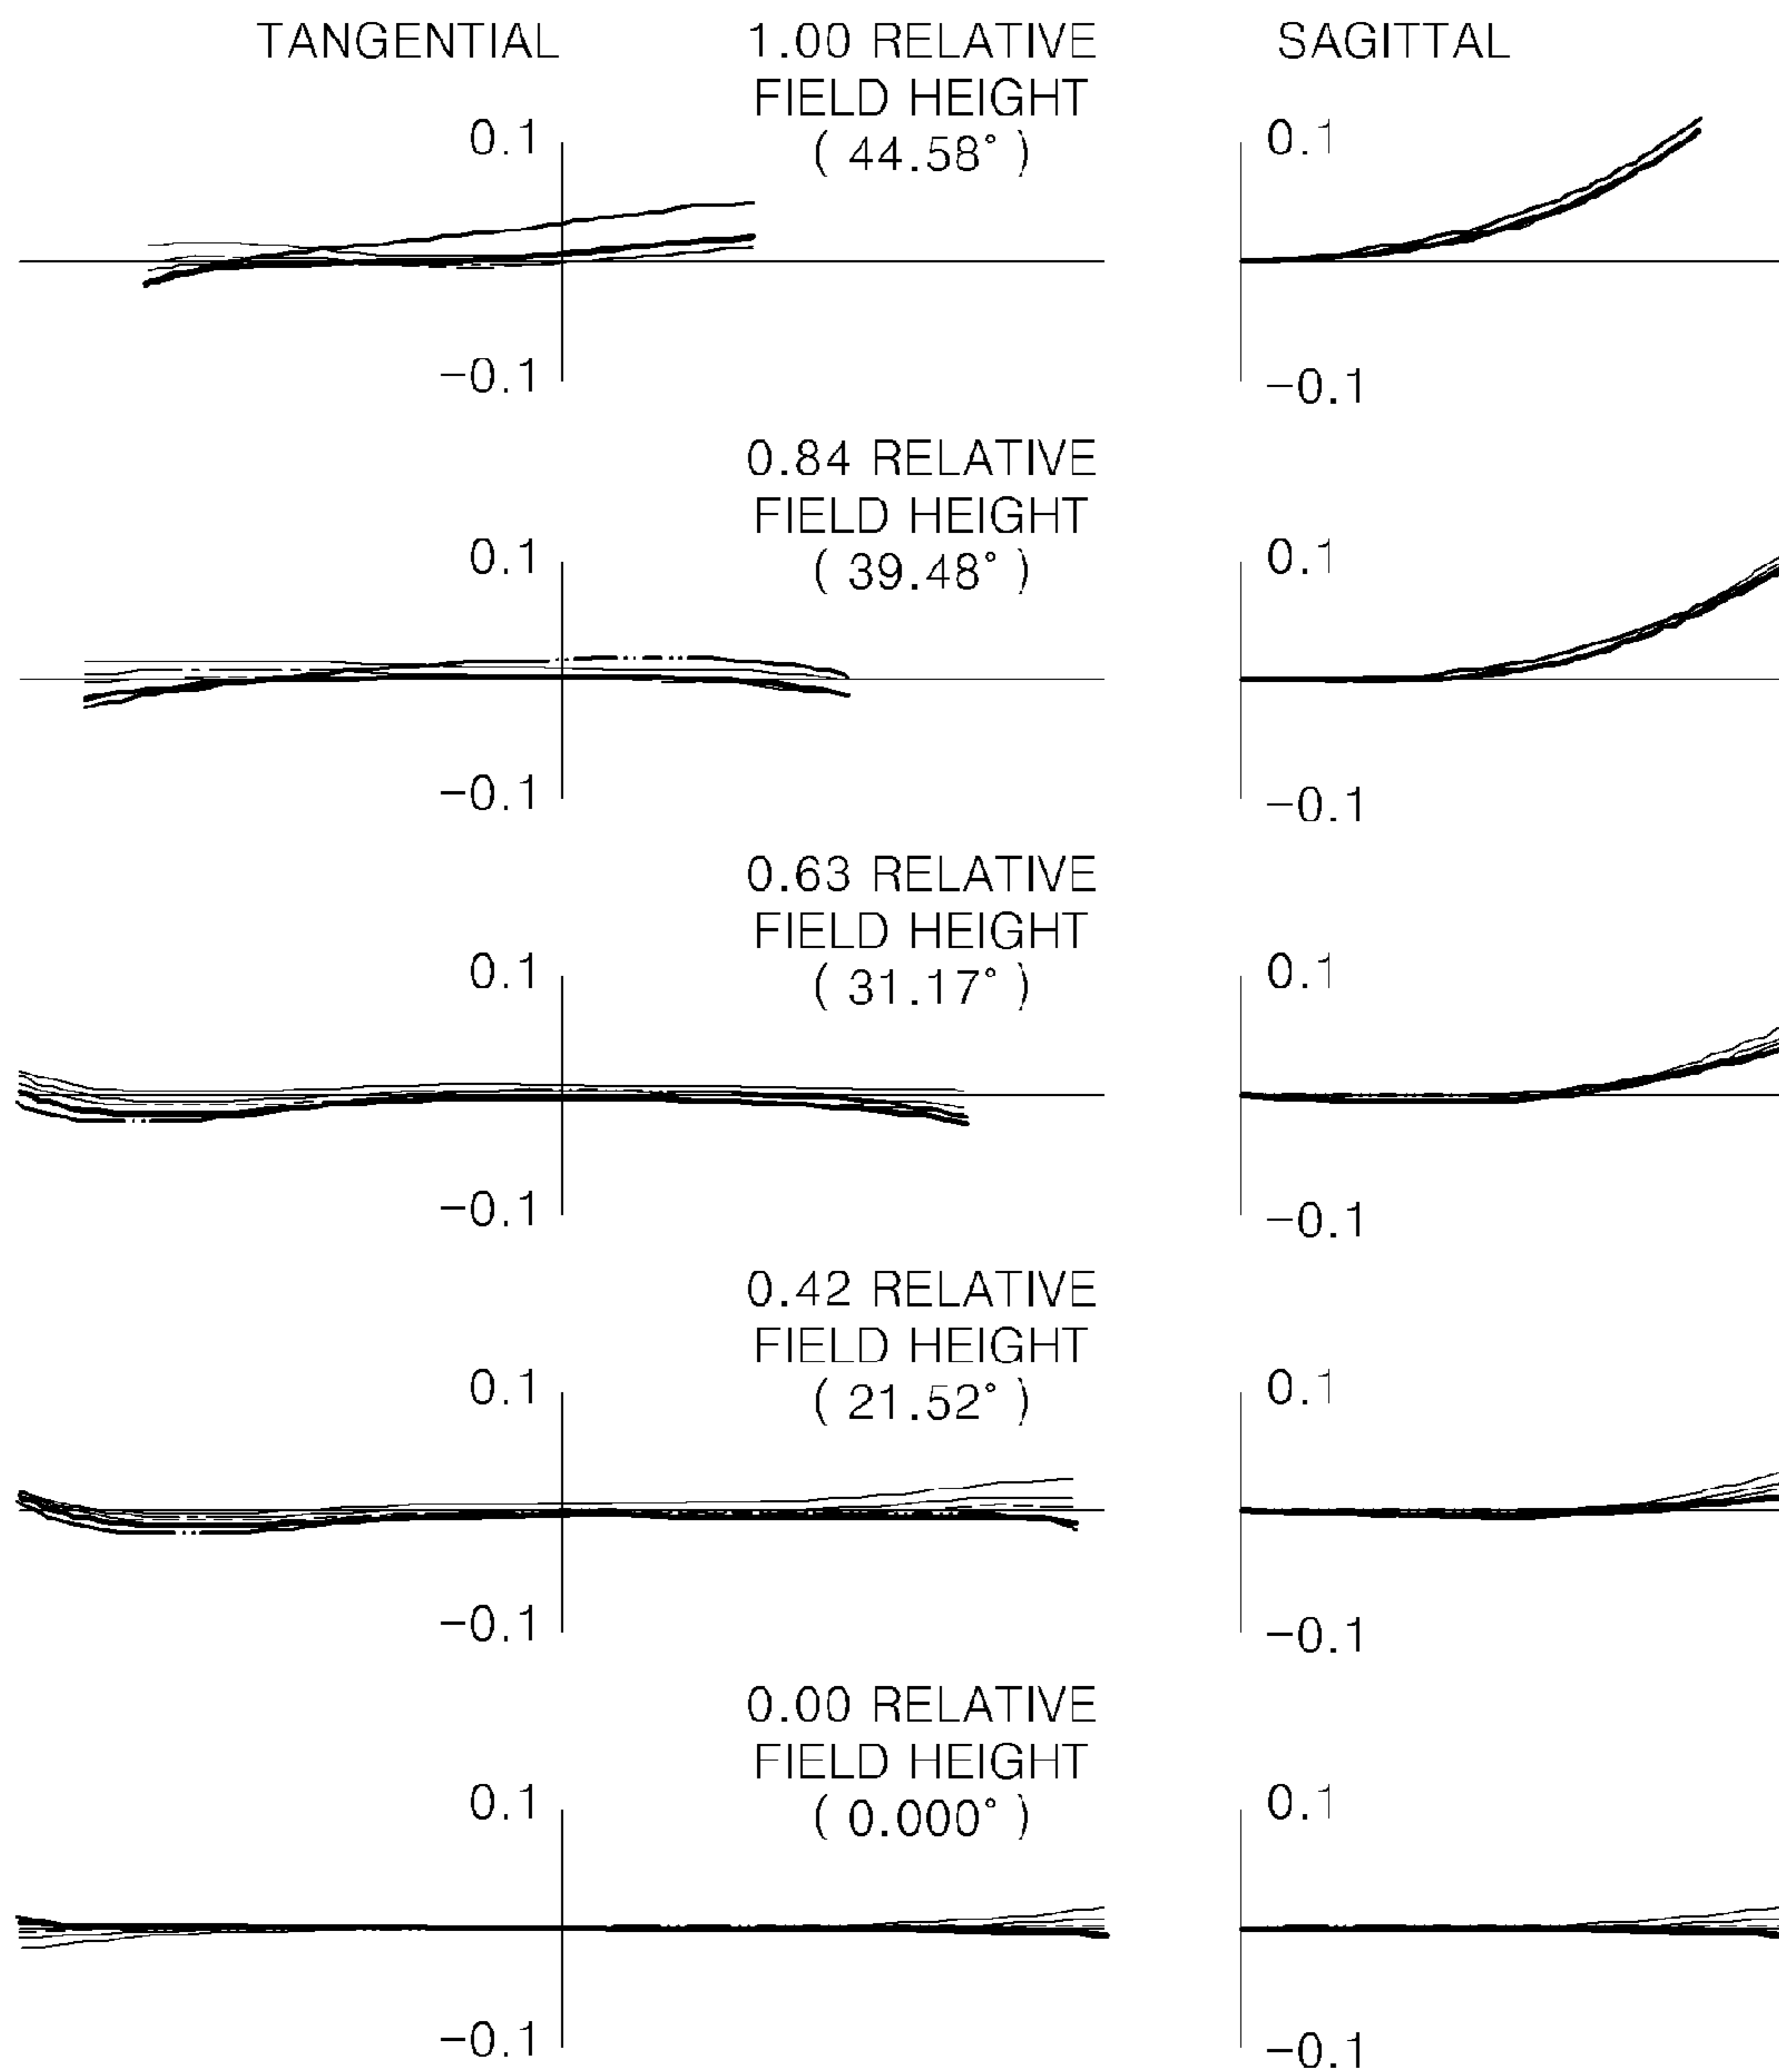 TANGENTIAL
1.00 RELATIVE
FIELD HEIGHT
( 44.58° )
SAGITTAL
0.1
-0.1
0.1
-0.1
0.84 RELATIVE
FIELD HEIGHT
( 39.48° )
0.1
-0.1
0.1
-0.1
0.63 RELATIVE
FIELD HEIGHT
( 31.17° )
0.1
-0.1
0.1
-0.1
0.42 RELATIVE
FIELD HEIGHT
( 21.52° )
0.1
-0.1
0.1
-0.1
0.00 RELATIVE
FIELD HEIGHT
( 0.000° )
0.1
-0.1
0.1
-0.1